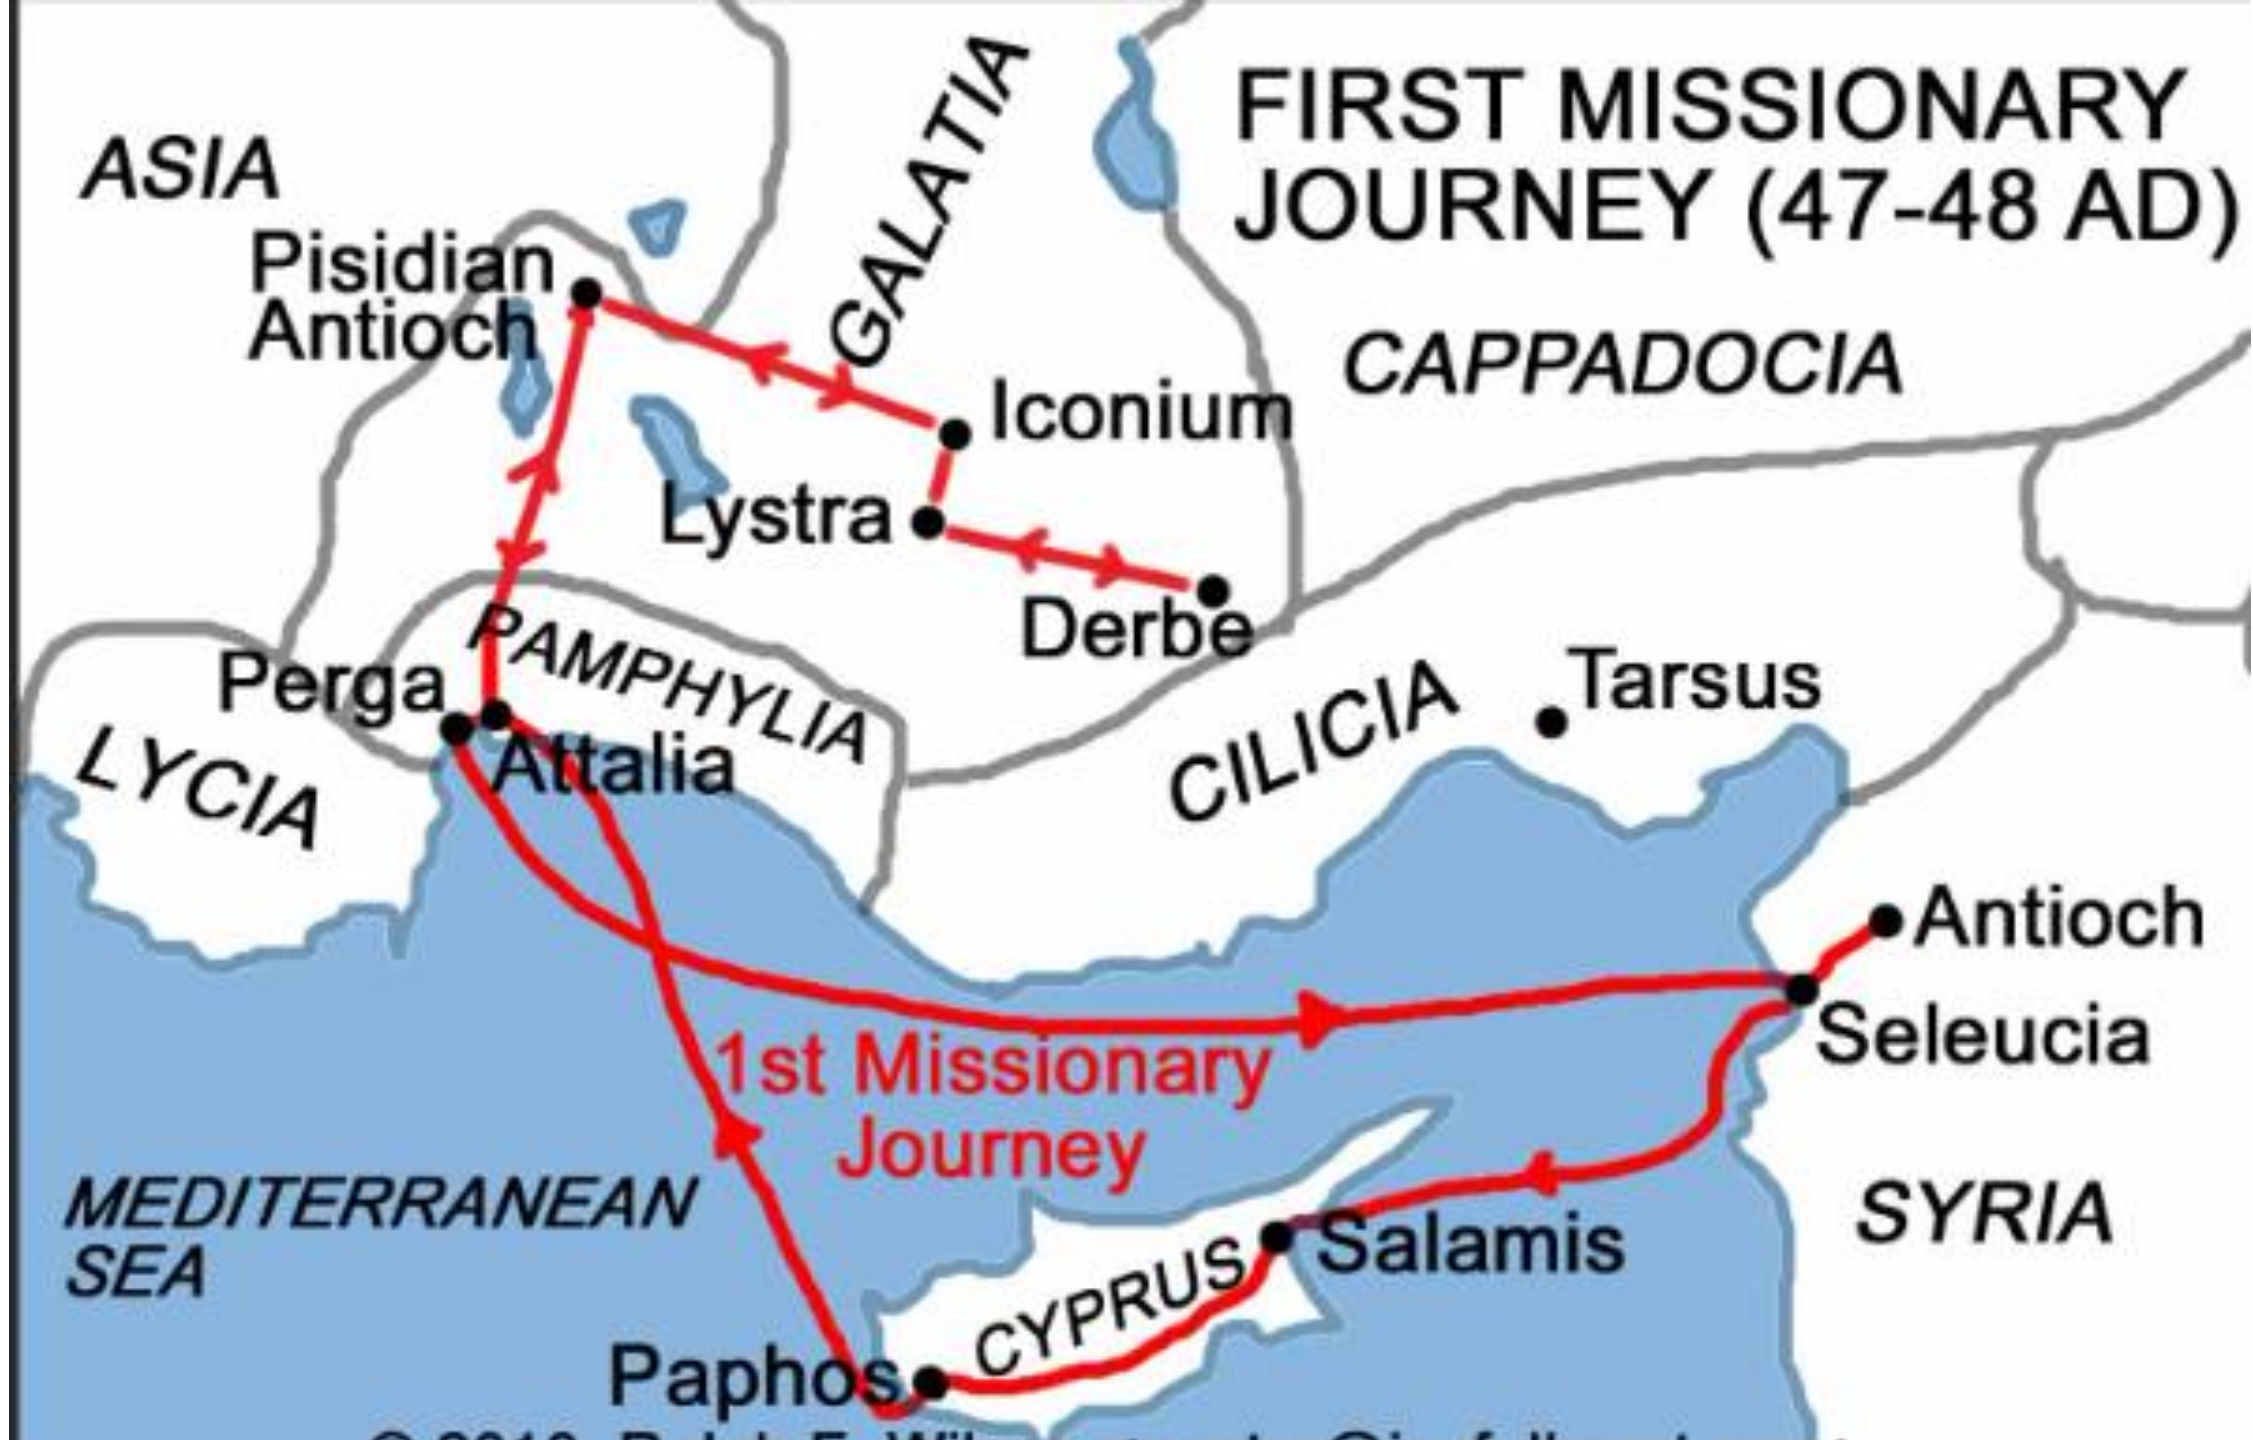 FIRST MISSIONARY
JOURNEY (47-48 AD)
ASIA
GALATIA
Pisidian
Antioch
CAPPADOCIA
Iconium
Lystra
Derbe
PAMPHYLIA
Perga
Attalia
LYCIA
CILICIA
Tarsus
Antioch
Seleucia
1st Missionary
Journey
MEDITERRANEAN
SEA
Salamis
SYRIA
CYPRUS
Paphos